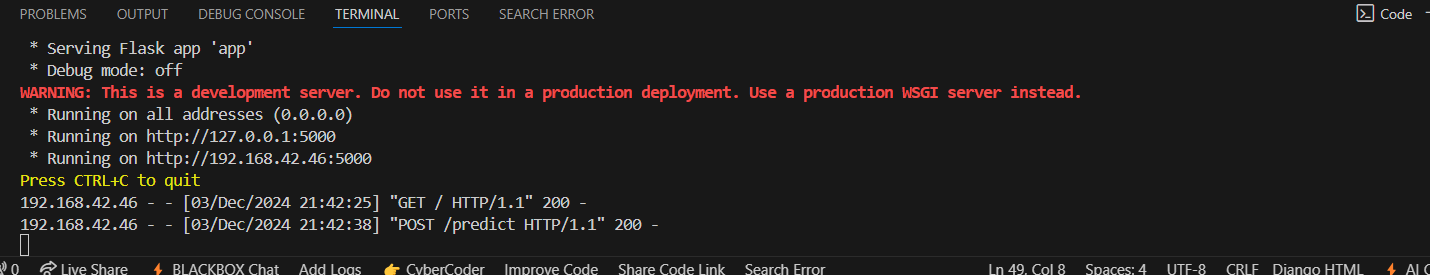 PROBLEMS OUTPUT DEBUG CONSOLE TERMINAL PORTS SEARCH ERROR Code
* Serving Flask app 'app'
* Debug mode: off
WARNING: This is a development server. Do not use it in a production deployment. Use a production WSGI server instead.
* Running on all addresses (0.0.0.0)
* Running on http://127.0.0.1:5000
* Running on http://192.168.42.46:5000
Press CTRL+C to quit
192.168.42.46 - - [03/Dec/2024 21:42:25] "GET / HTTP/1.1" 200 -
192.168.42.46 - - [03/Dec/2024 21:42:38] "POST /predict HTTP/1.1" 200 -
0 Live Share BLACKBOX Chat Add Logs CyberCoder Improve Code Share Code Link Search Error Ln 49, Col 8 Spaces: 4 UTF-8 CRLF Django HTML AI